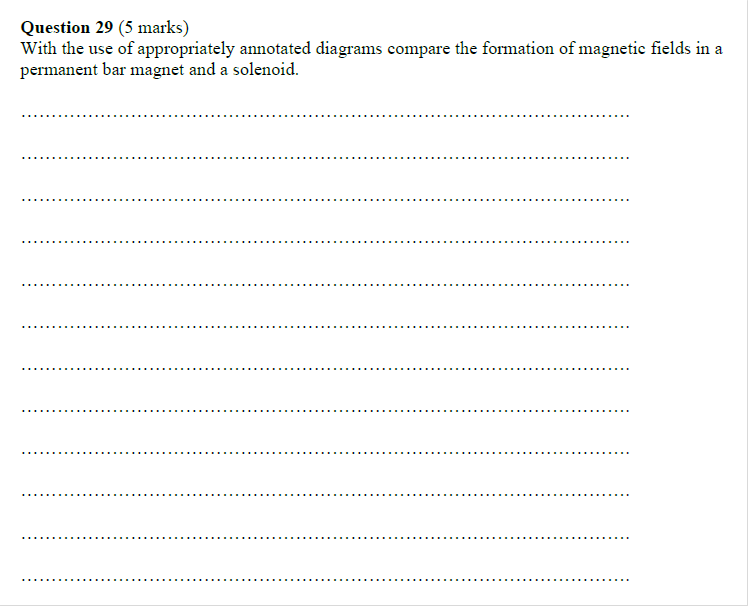 Question 29 (5 marks)
With the use of appropriately annotated diagrams compare the formation of magnetic fields in a
permanent bar magnet and a solenoid.